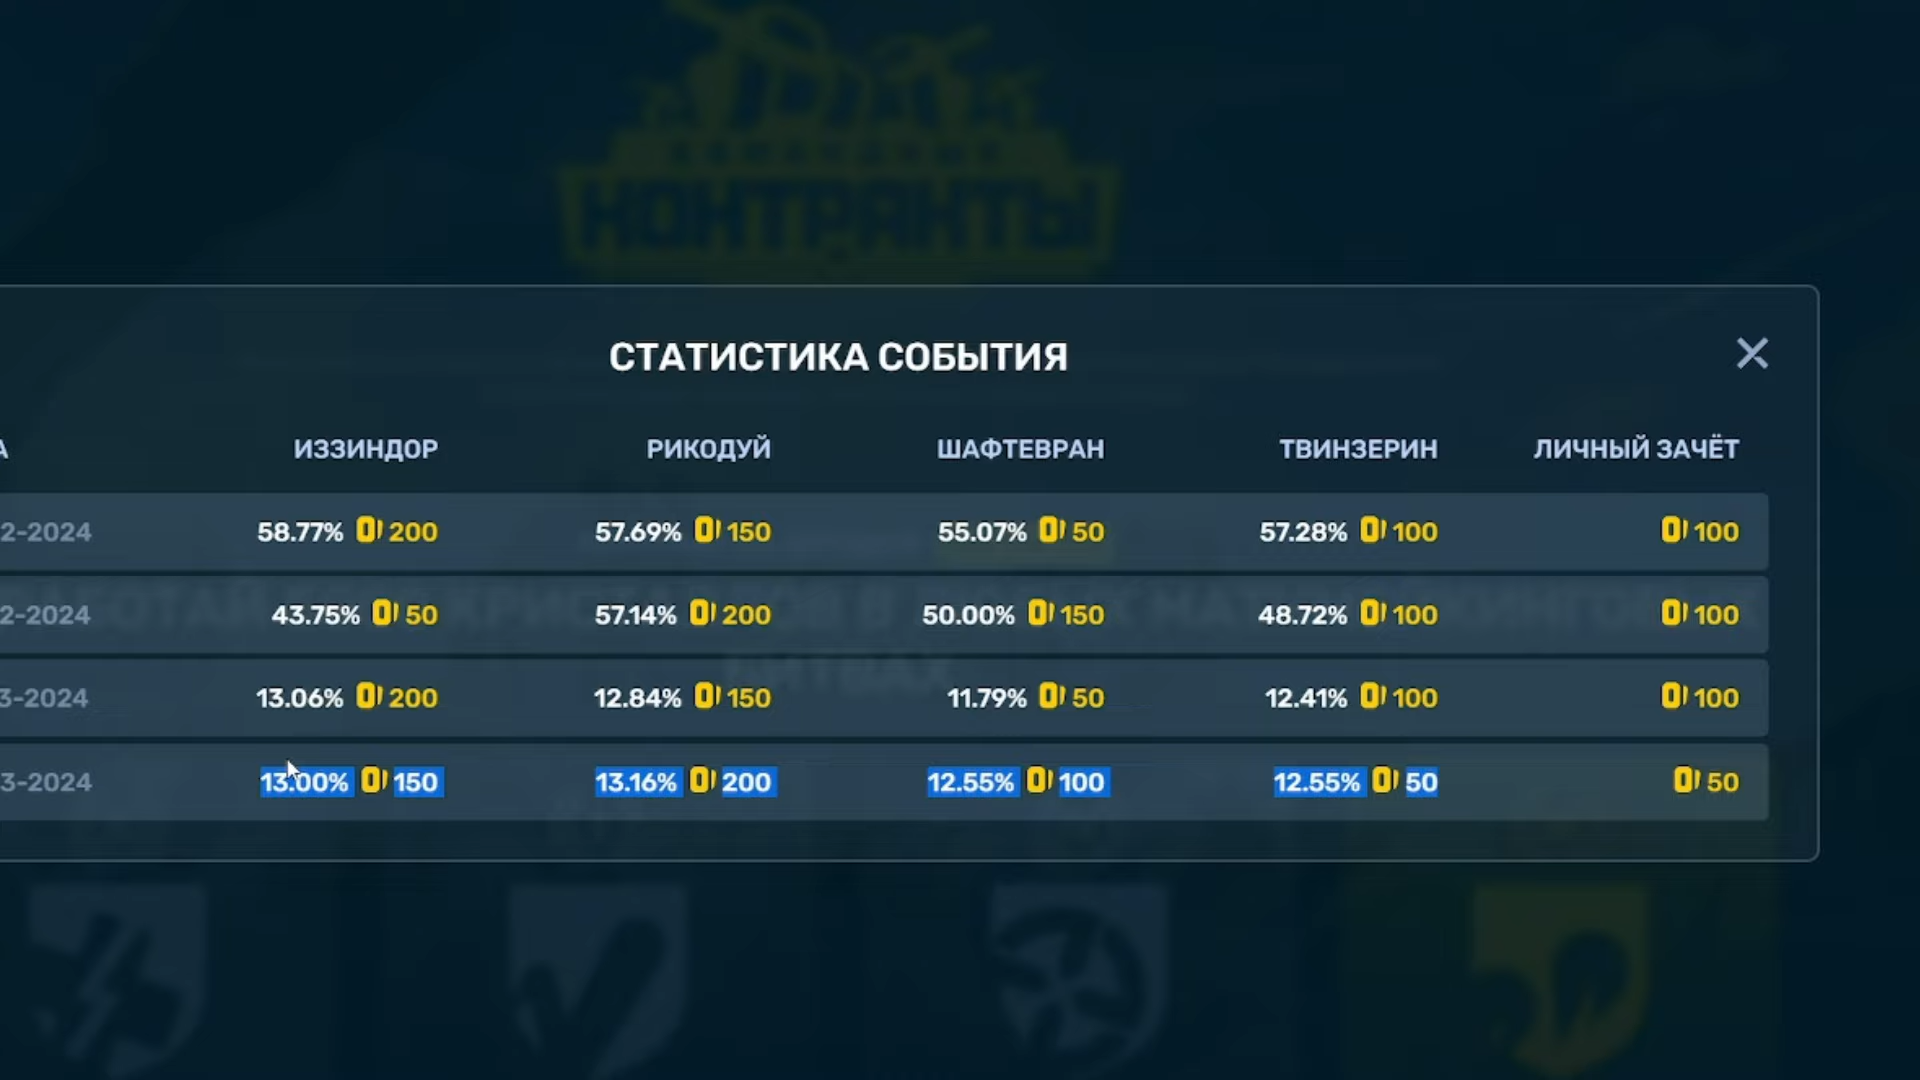 КОНТРАКТЫ
СТАТИСТИКА СОБЫТИЯ
А ИЗЗИНДОР РИКОДУЙ ШАФТЕВРАН ТВИНЗЕРИН ЛИЧНЫЙ ЗАЧЁТ
2-2024 58.77% 200 57.69% 150 55.07% 50 57.28% 100 100
2-2024 43.75% 50 57.14% 200 50.00% 150 48.72% 100 100
БИТВАХ
3-2024 13.06% 200 12.84% 150 11.79% 50 12.41% 100 100
3-2024 13.00% 150 13.16% 200 12.55% 100 12.55% 50 50